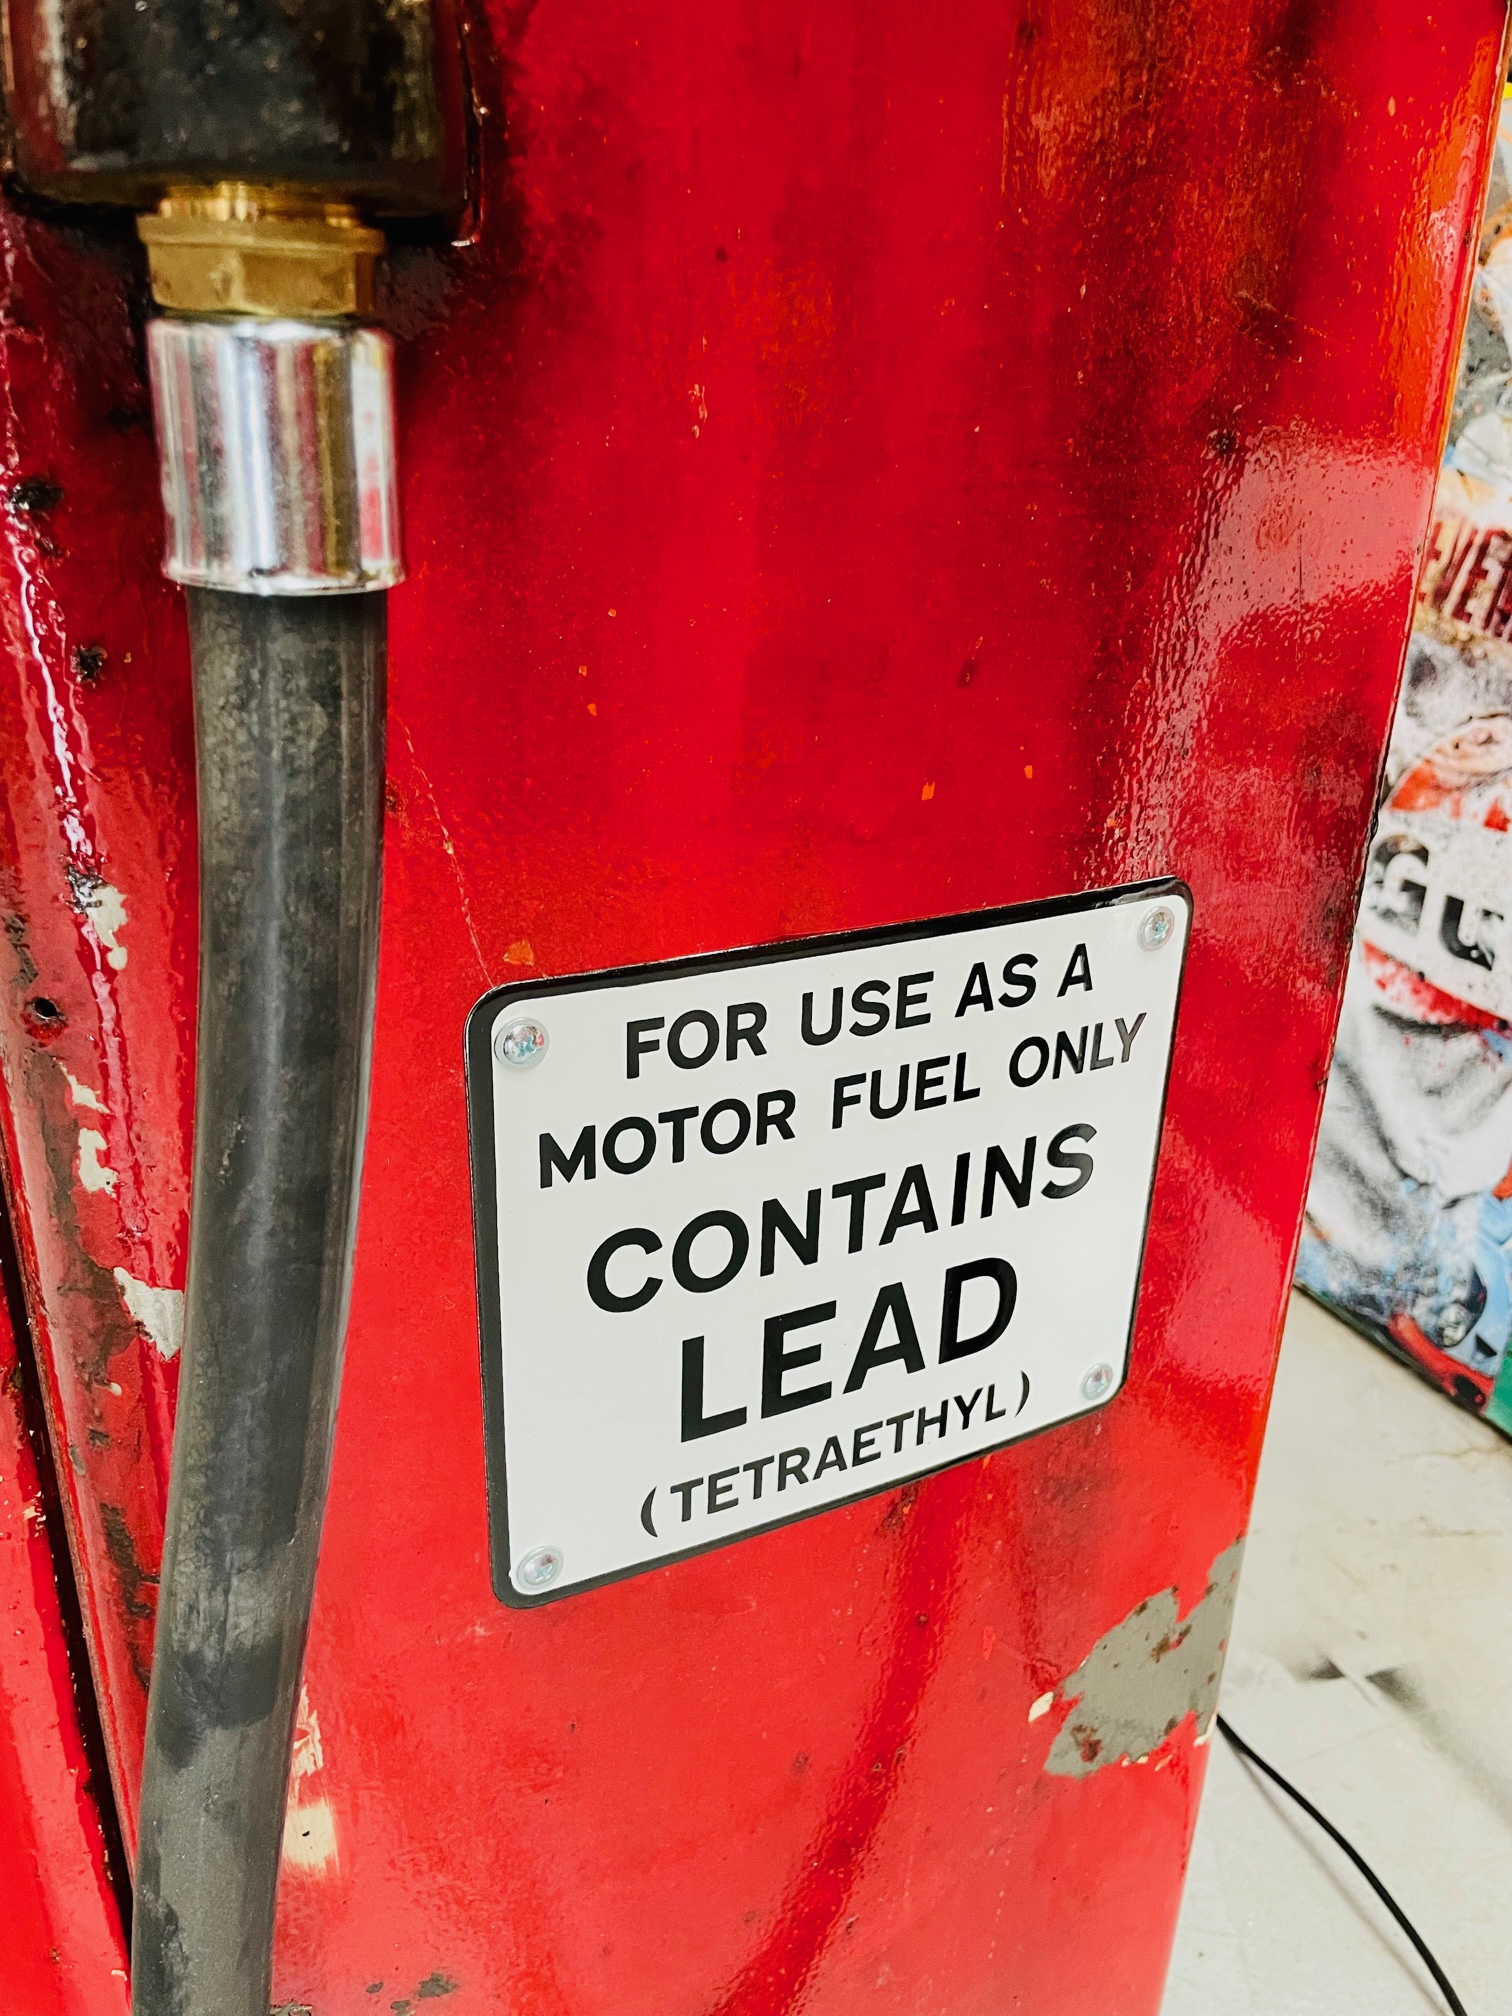 FOR USE AS A
MOTOR FUEL ONLY
CONTAINS
LEAD
(TETRAETHYL)